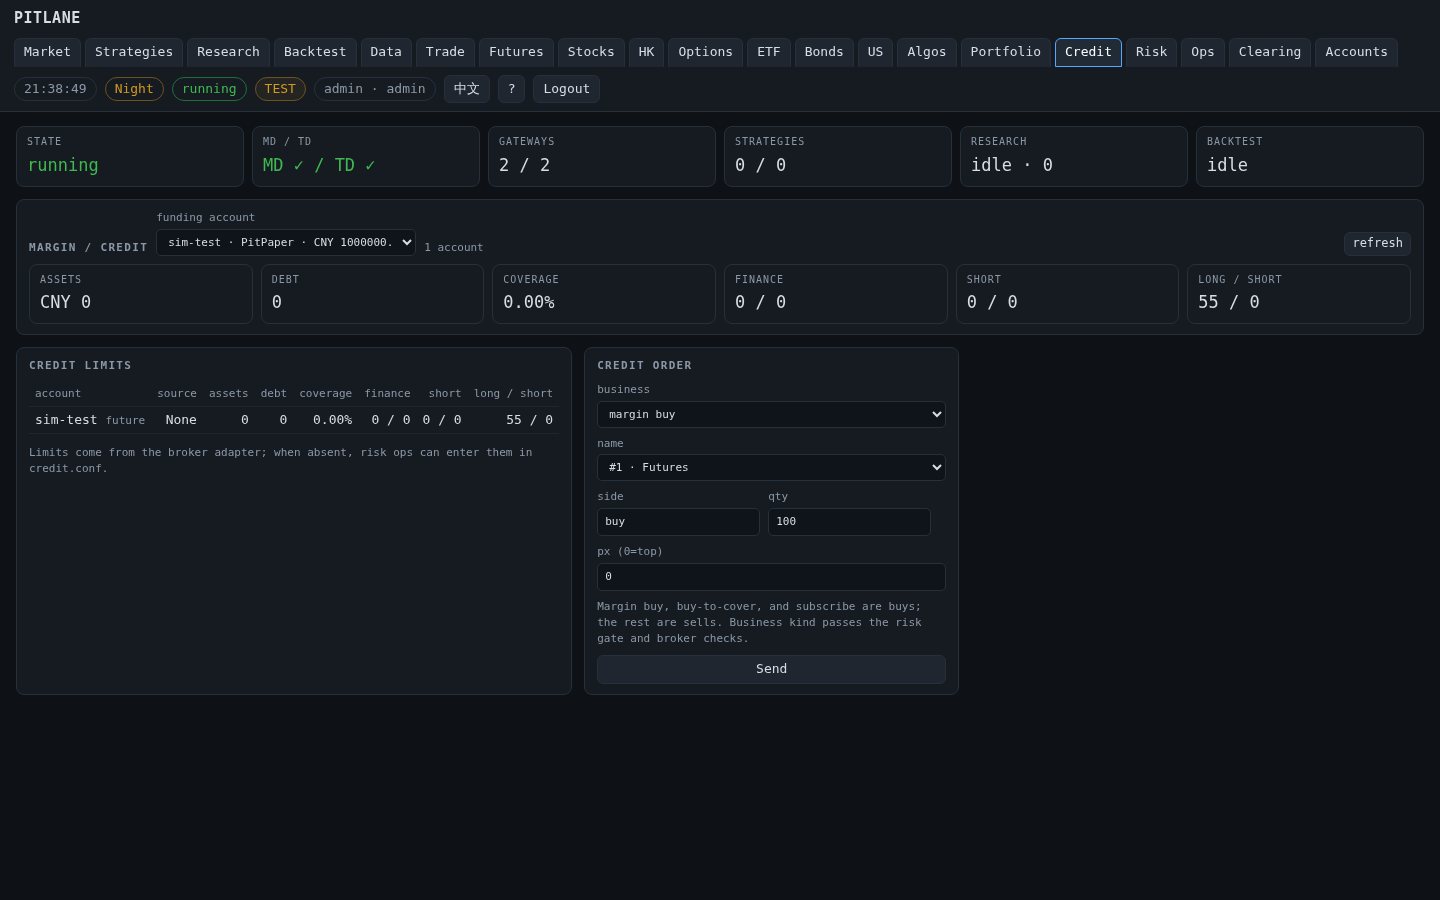 PITLANE
Market Strategies Research Backtest Data Trade Futures Stocks HK Options ETF Bonds US Algos Portfolio Credit Risk Ops Clearing Accounts
21:38:49 Night running TEST admin · admin 中文 ? Logout
STATE MD / TD GATEWAYS STRATEGIES RESEARCH BACKTEST
running MD ✓ / TD ✓ 2 / 2 0 / 0 idle · 0 idle
funding account
MARGIN / CREDIT sim-test · PitPaper · CNY 1000000. 1 account refresh
ASSETS DEBT COVERAGE FINANCE SHORT LONG / SHORT
CNY 0 0 0.00% 0 / 0 0 / 0 55 / 0
CREDIT LIMITS
account source assets debt coverage finance short long / short
sim-test future None 0 0 0.00% 0 / 0 0 / 0 55 / 0
Limits come from the broker adapter; when absent, risk ops can enter them in
credit.conf.
CREDIT ORDER
business
margin buy
name
#1 · Futures
side qty
buy 100
px (0=top)
0
Margin buy, buy-to-cover, and subscribe are buys;
the rest are sells. Business kind passes the risk
gate and broker checks.
Send